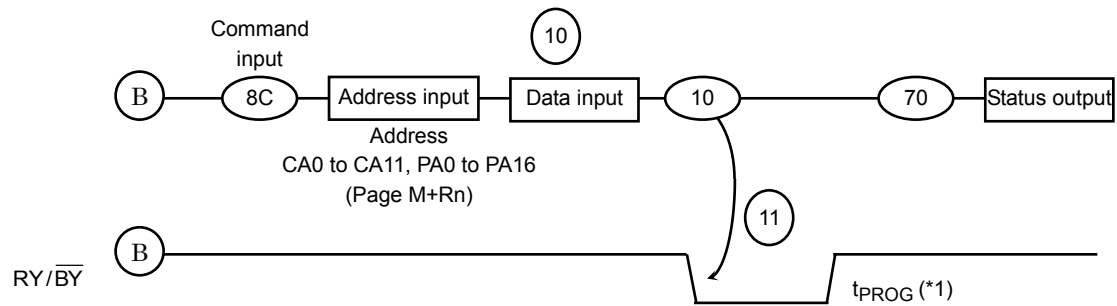 Command
input
10
B
8C
Address input
Data input
10
70
Status output
Address
CA0 to CA11, PA0 to PA16
(Page M+Rn)
11
B
RY/BY
tPROG (*1)